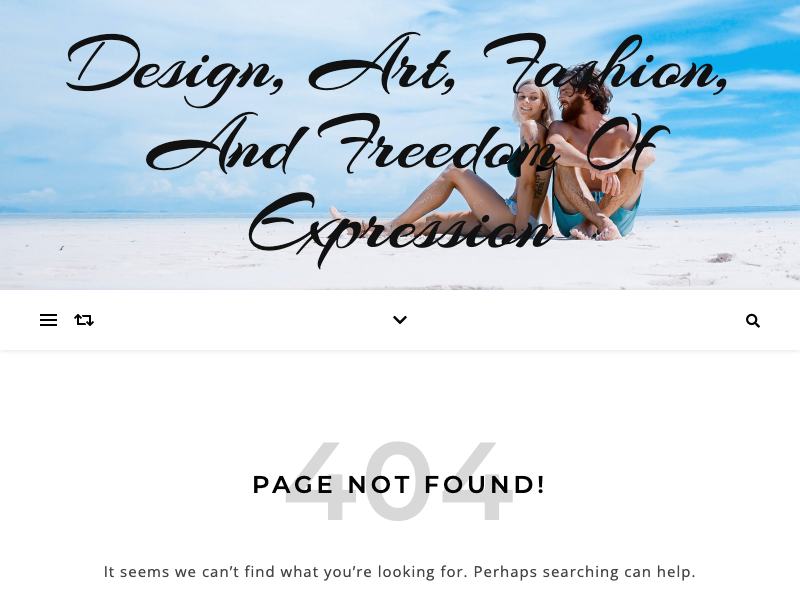 Design, Art, Fashion,
And Freedom Of
Expression
404
PAGE NOT FOUND!
It seems we can’t find what you’re looking for. Perhaps searching can help.